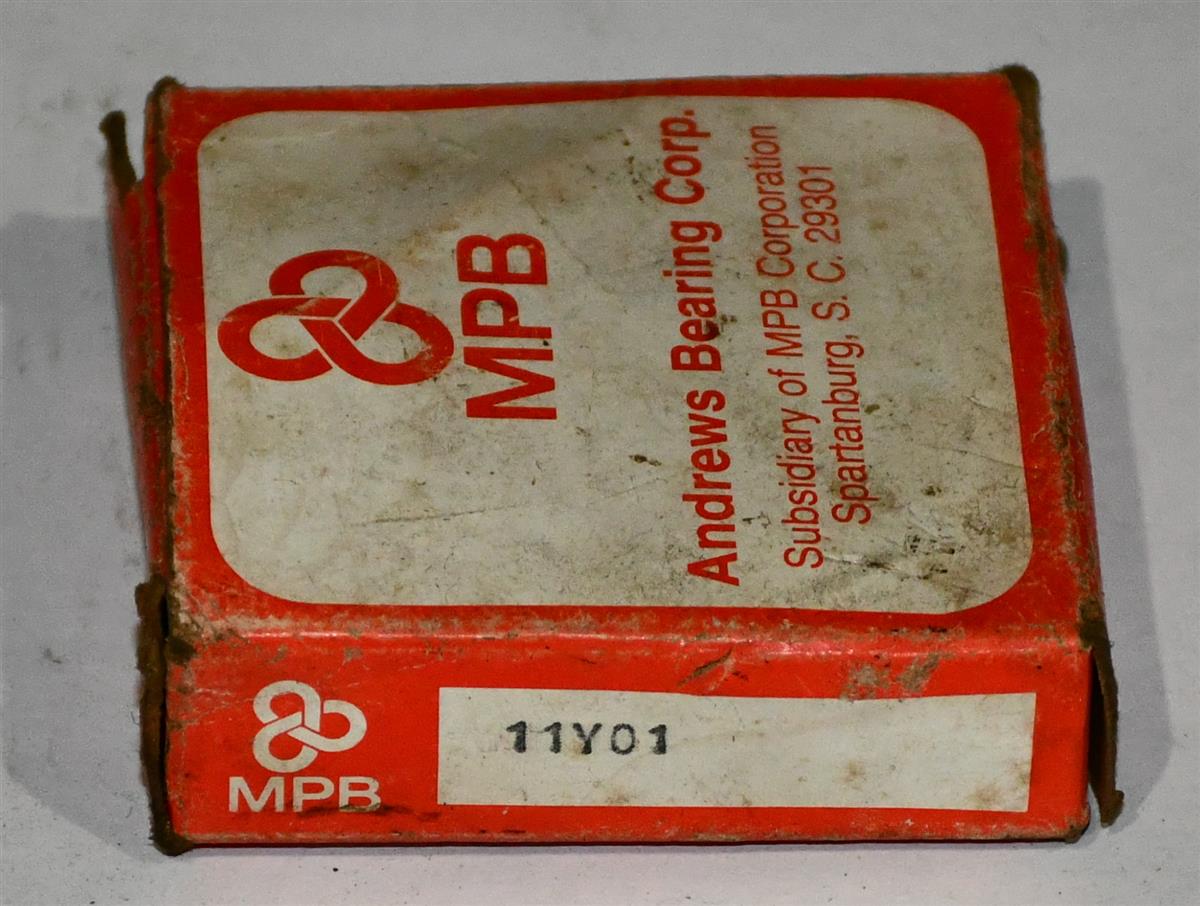 MPB
Andrews Bearing Corp.
Subsidiary of MPB Corporation
Spartanburg, S. C. 29301
MPB
11Y01